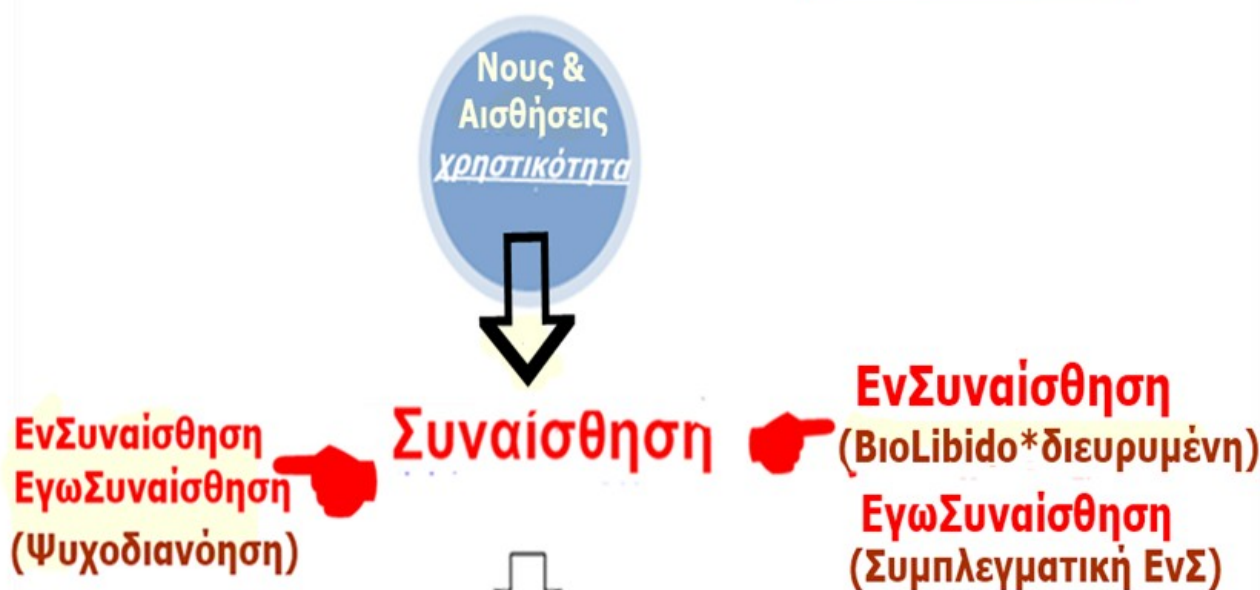 Νους &
Αισθήσεις
χρηστικότητα
Συναίσθηση
ΕνΣυναίσθηση
ΕγωΣυναίσθηση
(Ψυχοδιανόηση)
ΕνΣυναίσθηση
(ΒιοLibido*διευρυμένη)
ΕγωΣυναίσθηση
(Συμπλεγματική ΕνΣ)